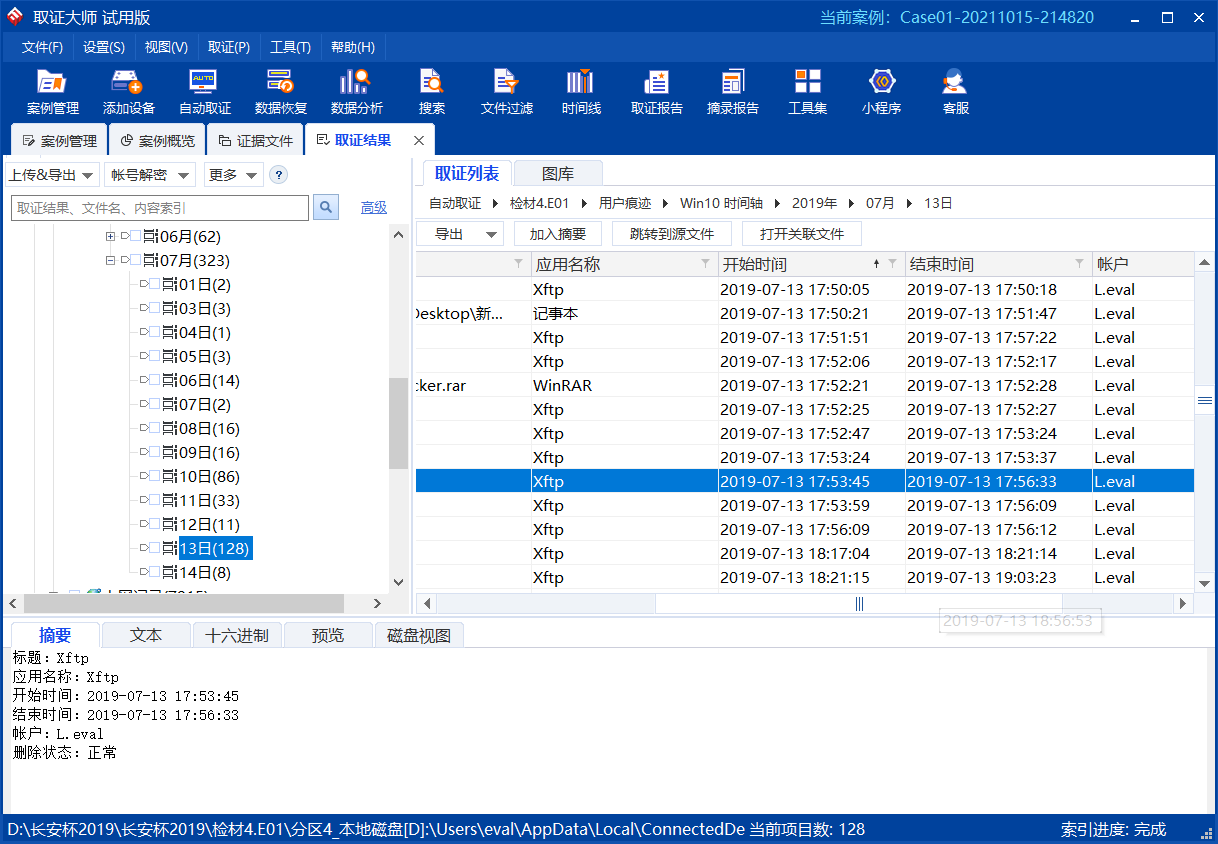 取证大师 试用版
当前案例：Case01-20211015-214820
文件(F) 设置(S) 视图(V) 取证(P) 工具(T) 帮助(H)
AUTO
案例管理 添加设备 自动取证 数据恢复 数据分析 搜索 文件过滤 时间线 取证报告 摘录报告 工具集 小程序 客服
案例管理 案例概览 证据文件 取证结果
上传&导出 帐号解密 更多 ?
取证结果、文件名、内容索引 高级
06月(62)
07月(323)
01日(2)
03日(3)
04日(1)
05日(3)
06日(14)
07日(2)
08日(16)
09日(16)
10日(86)
11日(33)
12日(11)
13日(128)
14日(8)
取证列表 图库
自动取证 检材4.E01 用户痕迹 Win10 时间轴 2019年 07月 13日
导出 加入摘要 跳转到源文件 打开关联文件
应用名称 开始时间 结束时间 帐户
Xftp 2019-07-13 17:50:05 2019-07-13 17:50:18 L.eval
Desktop\新... 记事本 2019-07-13 17:50:21 2019-07-13 17:51:47 L.eval
Xftp 2019-07-13 17:51:51 2019-07-13 17:57:22 L.eval
Xftp 2019-07-13 17:52:06 2019-07-13 17:52:17 L.eval
cker.rar WinRAR 2019-07-13 17:52:21 2019-07-13 17:52:28 L.eval
Xftp 2019-07-13 17:52:25 2019-07-13 17:52:27 L.eval
Xftp 2019-07-13 17:52:47 2019-07-13 17:53:24 L.eval
Xftp 2019-07-13 17:53:24 2019-07-13 17:53:37 L.eval
Xftp 2019-07-13 17:53:45 2019-07-13 17:56:33 L.eval
Xftp 2019-07-13 17:53:59 2019-07-13 17:56:09 L.eval
Xftp 2019-07-13 17:56:09 2019-07-13 17:56:12 L.eval
Xftp 2019-07-13 18:17:04 2019-07-13 18:21:14 L.eval
Xftp 2019-07-13 18:21:15 2019-07-13 19:03:23 L.eval
2019-07-13 18:56:53
摘要 文本 十六进制 预览 磁盘视图
标题：Xftp
应用名称：Xftp
开始时间：2019-07-13 17:53:45
结束时间：2019-07-13 17:56:33
帐户：L.eval
删除状态：正常
D:\长安杯2019\长安杯2019\检材4.E01\分区4_本地磁盘[D]:\Users\eval\AppData\Local\ConnectedDe 当前项目数: 128
索引进度: 完成